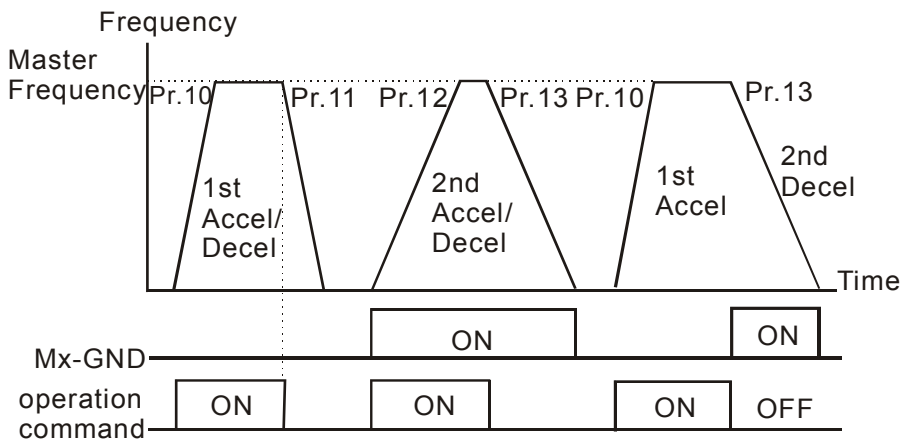 Frequency
Master
Frequency
Pr.10
Pr.11
Pr.12
Pr.13
Pr.10
Pr.13
1st
Accel/
Decel
2nd
Accel/
Decel
1st
Accel
2nd
Decel
Time
Mx-GND
ON
ON
operation
command
ON
ON
ON
OFF